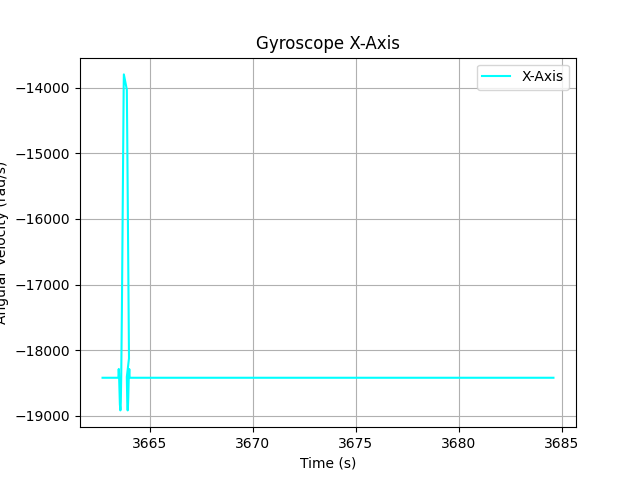 Gyroscope X-Axis
X-Axis
−14000
−15000
−16000
−17000
−18000
−19000
Angular Velocity (rad/s)
3665
3670
3675
3680
3685
Time (s)